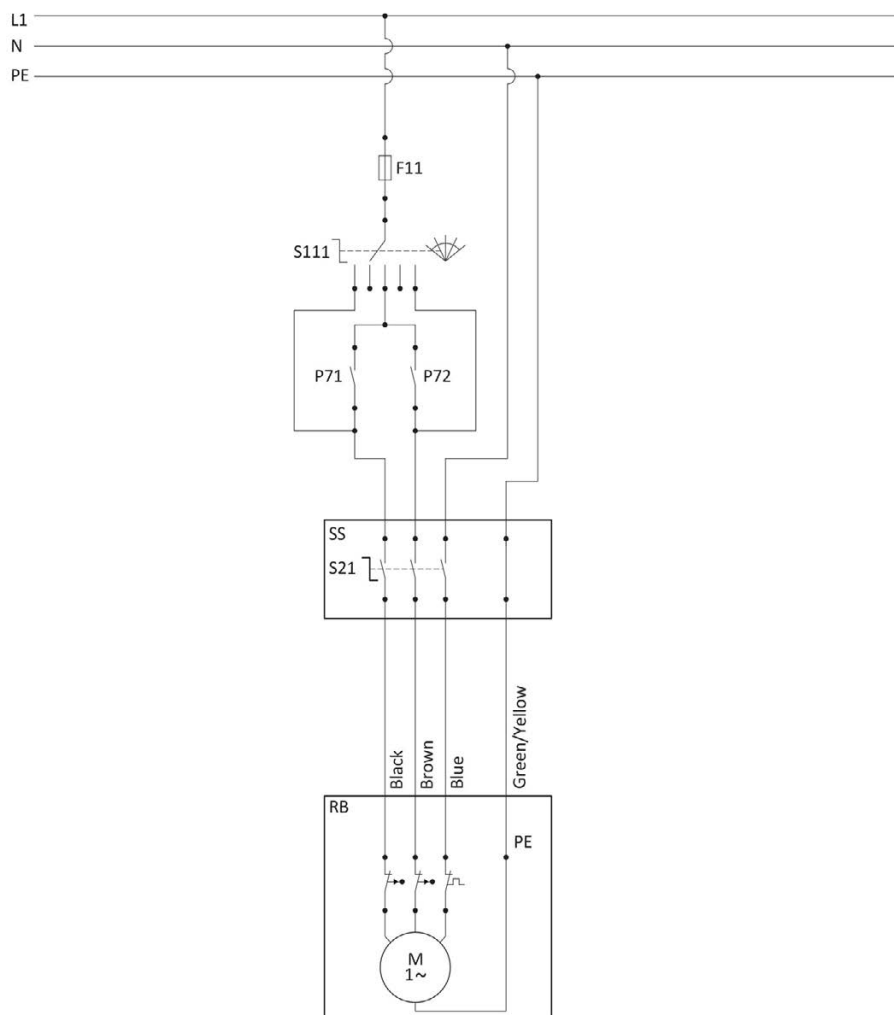 L1
N
PE
F11
S111
P71
P72
SS
S21
Black
Brown
Blue
Green/Yellow
RB
PE
M
1~